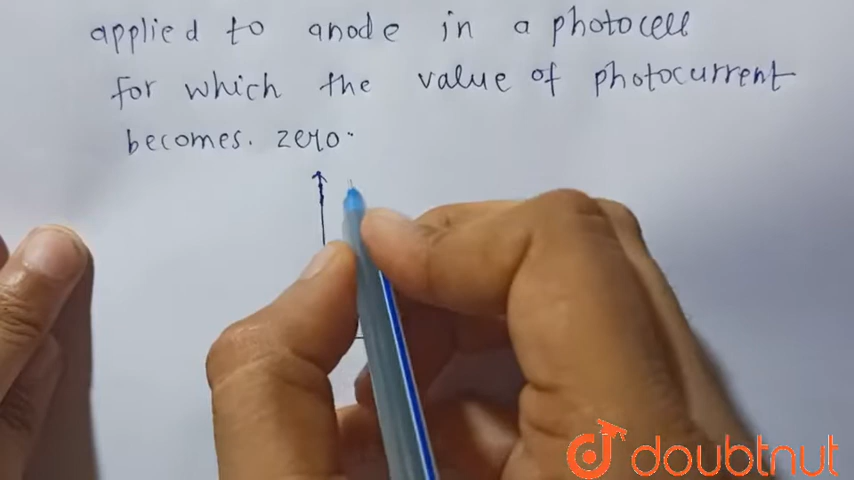 applied to anode in a photocell
for which the value of photocurrent
becomes. zero.
doubtnut